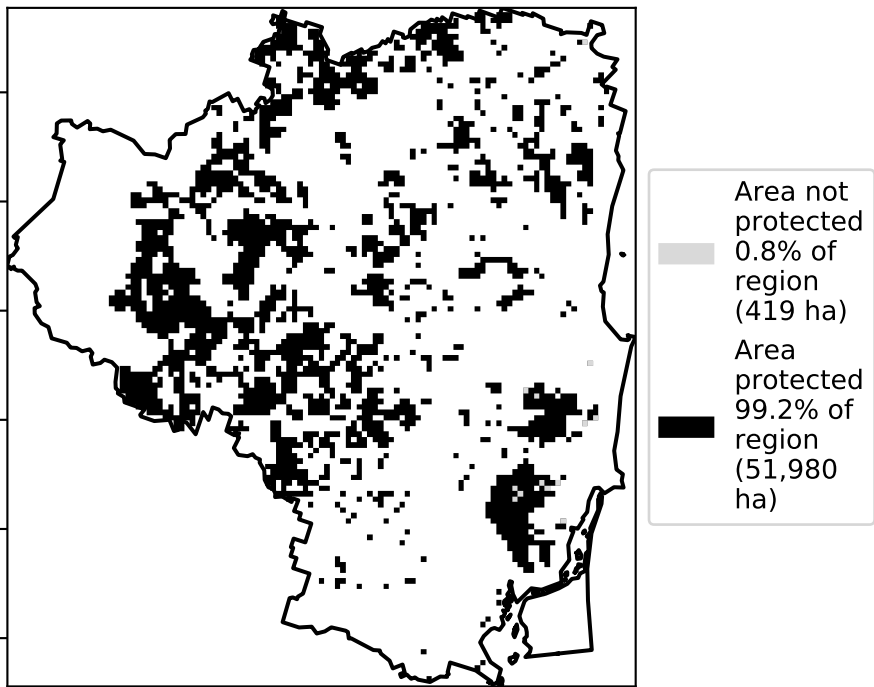 Area not
protected
0.8% of
region
(419 ha)
Area
protected
99.2% of
region
(51,980
ha)